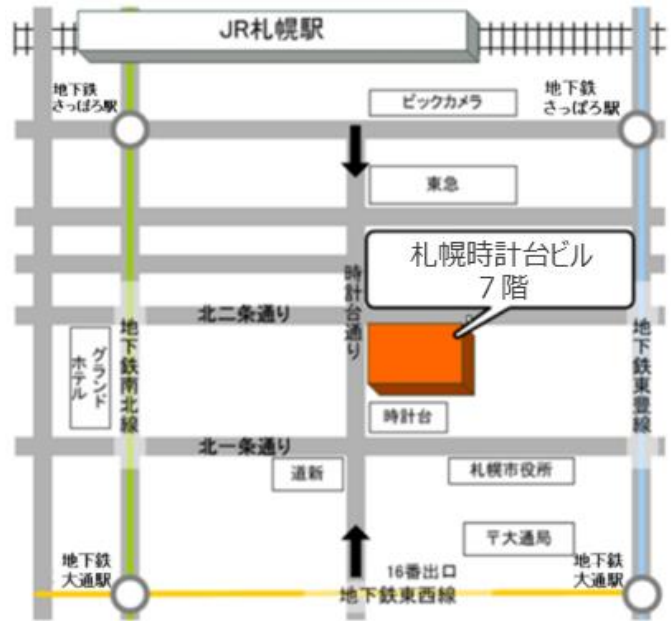 JR札幌駅
地下鉄
さっぽろ駅
ビックカメラ
地下鉄
さっぽろ駅
東急
札幌時計台ビル
7階
時計台通り
北二条通り
グランド
ホテル
地下鉄南北線
地下鉄東豊線
時計台
北一条通り
道新
札幌市役所
〒大通局
地下鉄
大通駅
16番出口
地下鉄東西線
地下鉄
大通駅